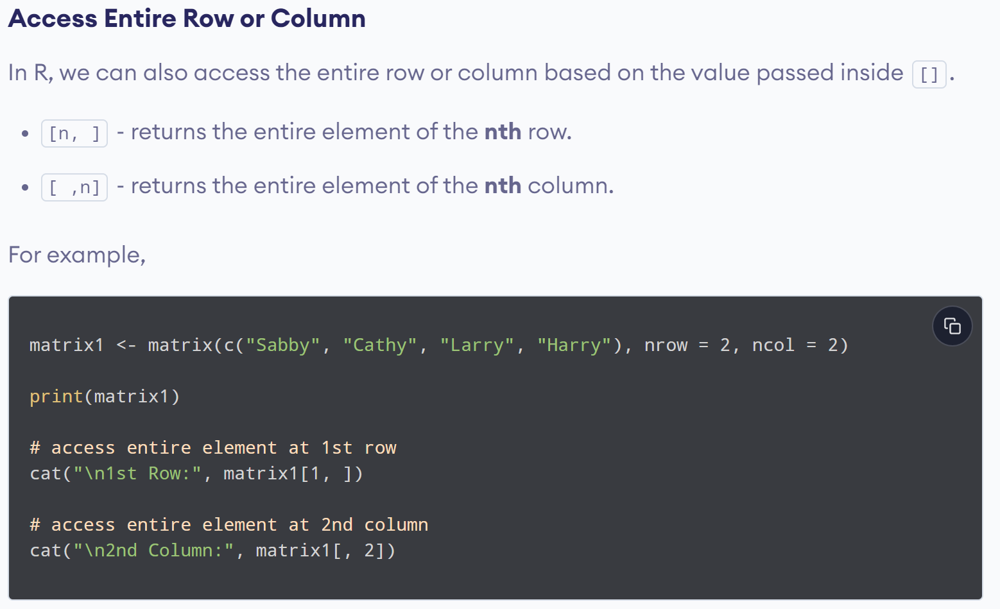 Access Entire Row or Column
In R, we can also access the entire row or column based on the value passed inside [].
• [n, ] - returns the entire element of the nth row.
• [ ,n] - returns the entire element of the nth column.
For example,
matrix1 <- matrix(c("Sabby", "Cathy", "Larry", "Harry"), nrow = 2, ncol = 2)
print(matrix1)
# access entire element at 1st row
cat("\n1st Row:", matrix1[1, ])
# access entire element at 2nd column
cat("\n2nd Column:", matrix1[, 2])